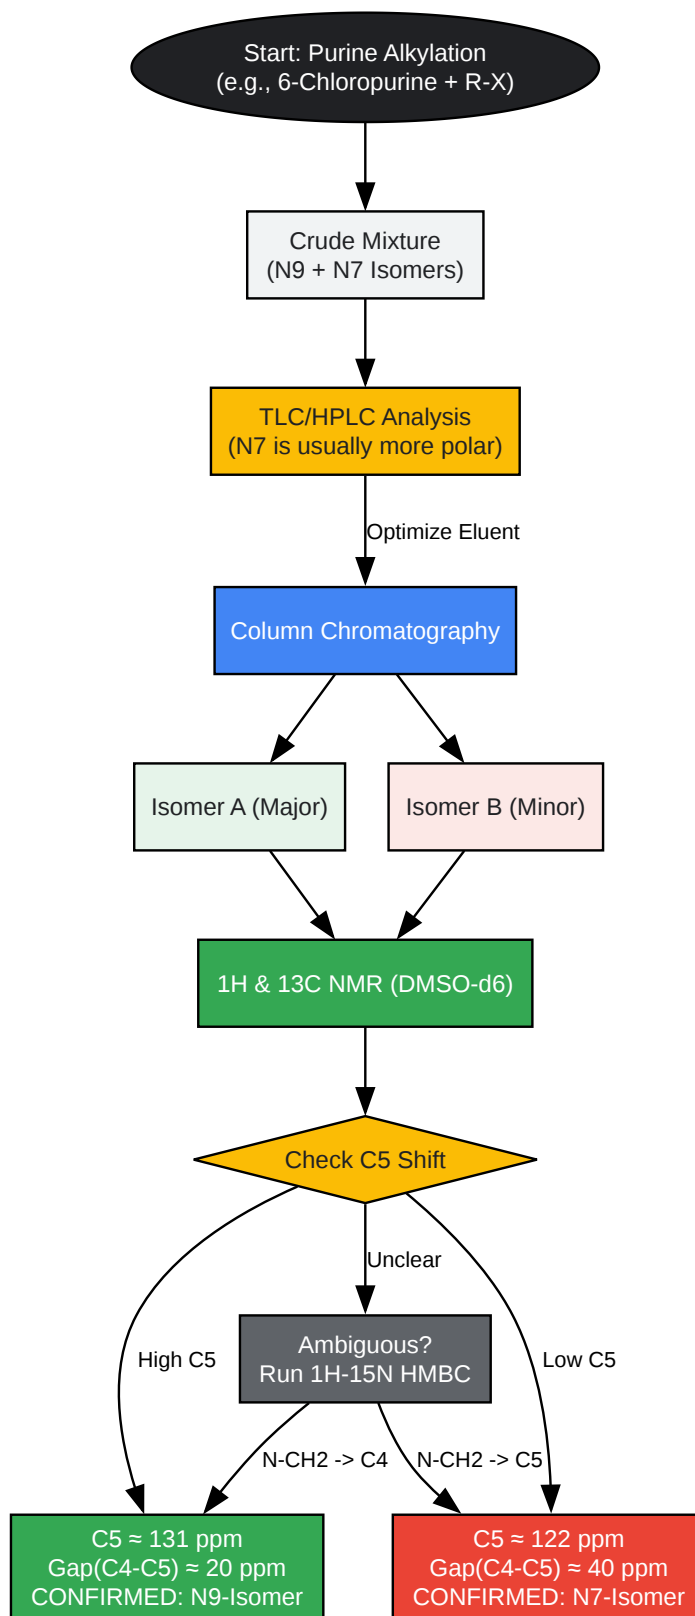 Start: Purine Alkylation
(e.g., 6-Chloropurine + R-X)
Crude Mixture
(N9 + N7 Isomers)
TLC/HPLC Analysis
(N7 is usually more polar)
Optimize Eluent
Column Chromatography
Isomer A (Major)
Isomer B (Minor)
1H & 13C NMR (DMSO-d6)
Check C5 Shift
Unclear
High C5
Ambiguous?
Run 1H-15N HMBC
Low C5
N-CH2 -> C4
N-CH2 -> C5
C5 ≈ 131 ppm
Gap(C4-C5) ≈ 20 ppm
CONFIRMED: N9-Isomer
C5 ≈ 122 ppm
Gap(C4-C5) ≈ 40 ppm
CONFIRMED: N7-Isomer